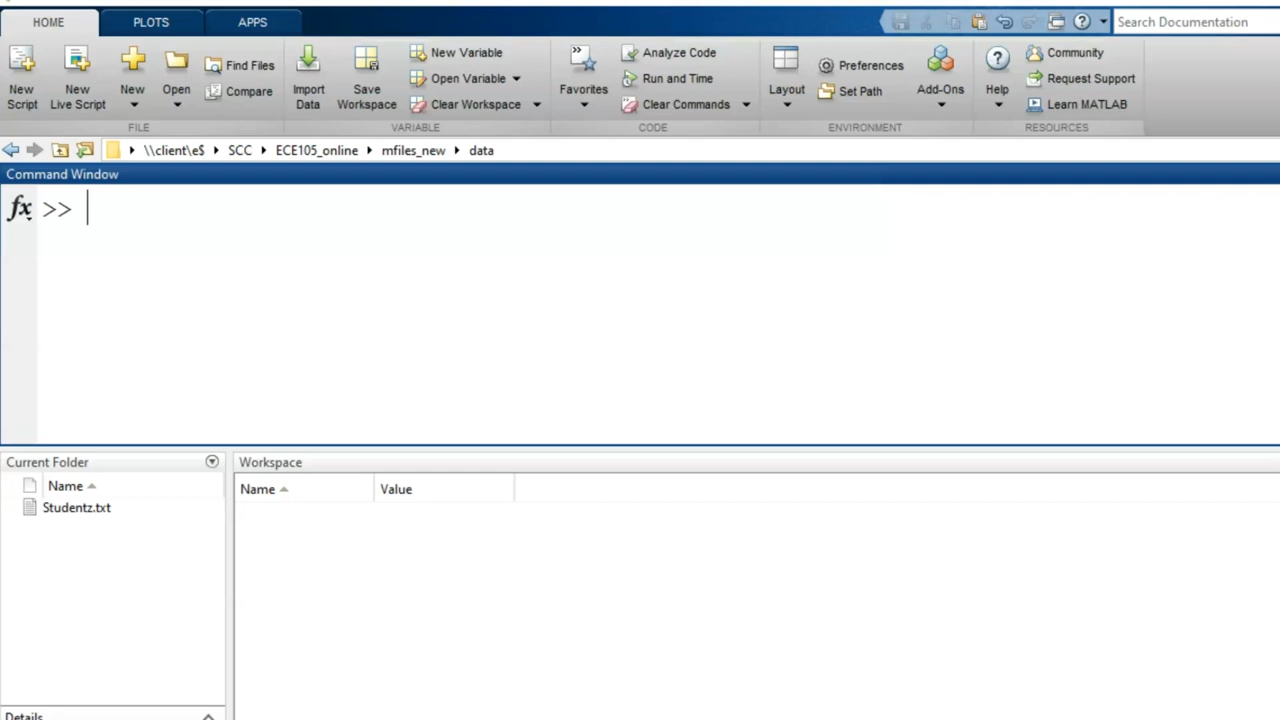 HOME PLOTS APPS Search Documentation
New Script
New Live Script
New
Open
Find Files
Compare
FILE
Import Data
Save Workspace
New Variable
Open Variable
Clear Workspace
VARIABLE
Favorites
Analyze Code
Run and Time
Clear Commands
CODE
Layout
Preferences
Set Path
Add-Ons
ENVIRONMENT
Help
Community
Request Support
Learn MATLAB
RESOURCES
\\client\e$ SCC ECE105_online mfiles_new data
Command Window
fx >>
Current Folder
Name
Studentz.txt
Details
Workspace
Name Value